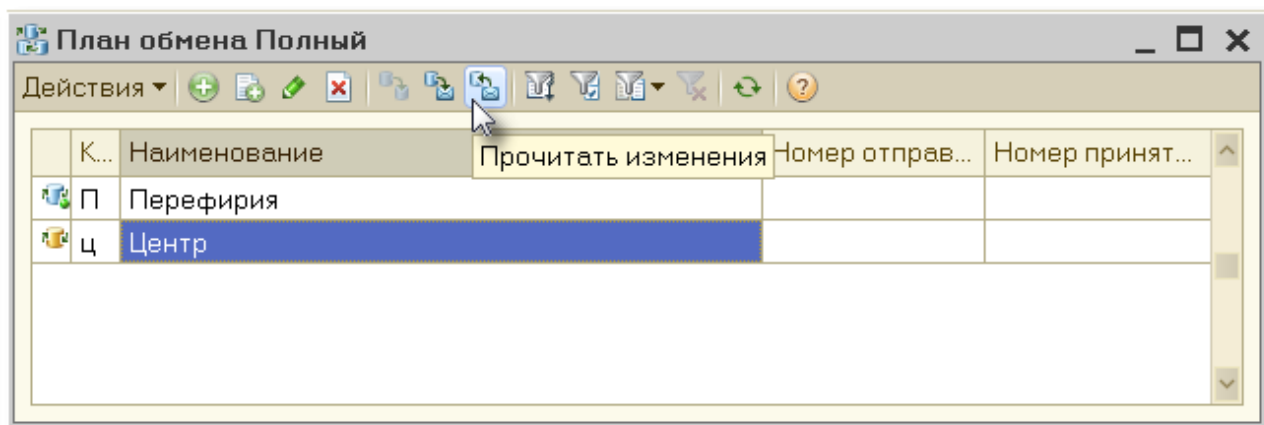 План обмена Полный
Действия
К... Наименование Номер отправ... Номер принят...
Прочитать изменения
П Перефирия
ц Центр